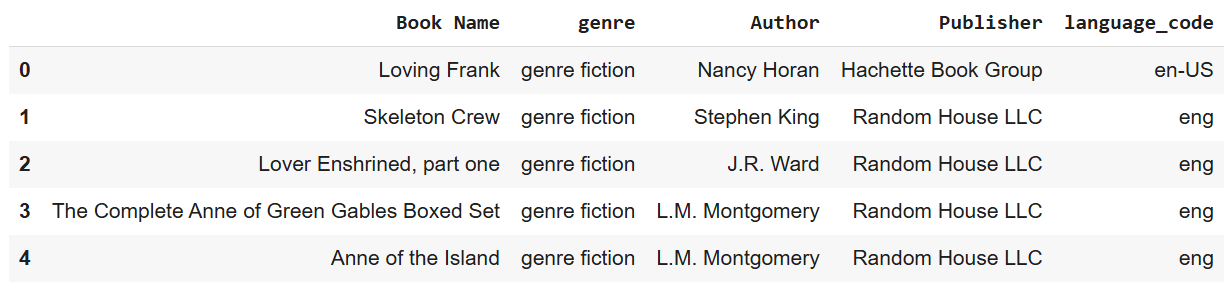 Book Name genre Author Publisher language_code
0 Loving Frank genre fiction Nancy Horan Hachette Book Group en-US
1 Skeleton Crew genre fiction Stephen King Random House LLC eng
2 Lover Enshrined, part one genre fiction J.R. Ward Random House LLC eng
3 The Complete Anne of Green Gables Boxed Set genre fiction L.M. Montgomery Random House LLC eng
4 Anne of the Island genre fiction L.M. Montgomery Random House LLC eng